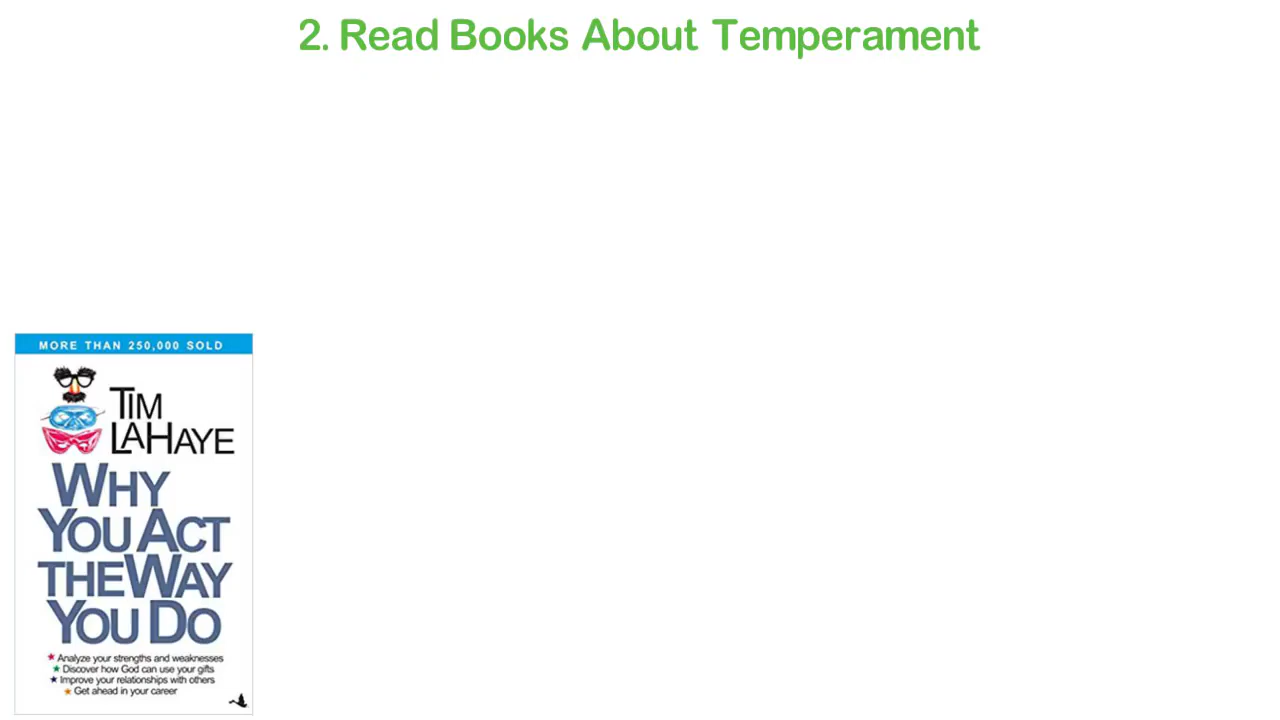 2. Read Books About Temperament
MORE THAN 250,000 SOLD
TIM
LAHAYE
WHY
YOU ACT
THE WAY
YOU DO
★ Analyze your strengths and weaknesses
★ Discover how God can use your gifts
★ Improve your relationships with others
★ Get ahead in your career